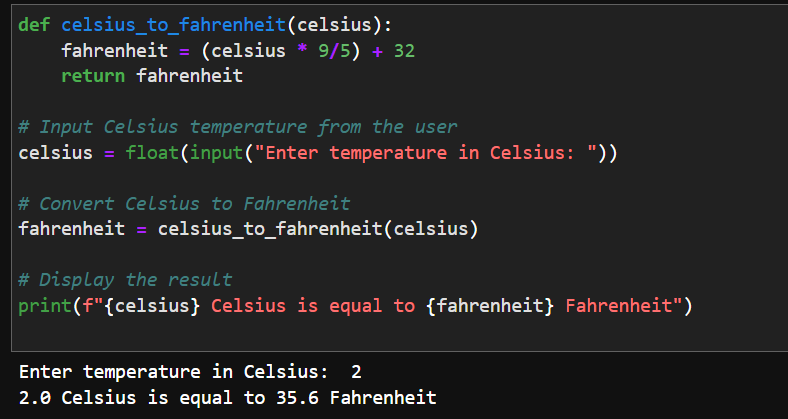 def celsius_to_fahrenheit(celsius):
    fahrenheit = (celsius * 9/5) + 32
    return fahrenheit

# Input Celsius temperature from the user
celsius = float(input("Enter temperature in Celsius: "))

# Convert Celsius to Fahrenheit
fahrenheit = celsius_to_fahrenheit(celsius)

# Display the result
print(f"{celsius} Celsius is equal to {fahrenheit} Fahrenheit")

Enter temperature in Celsius:  2
2.0 Celsius is equal to 35.6 Fahrenheit